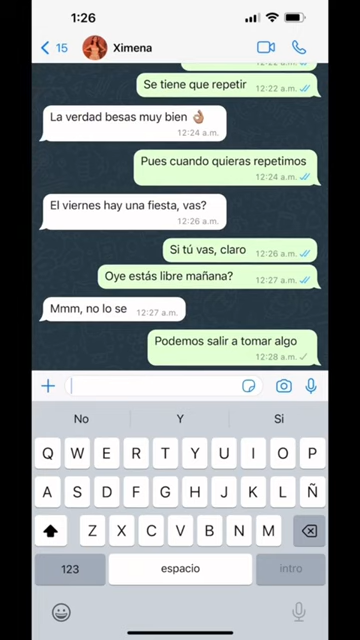 1:26
15
Ximena
Se tiene que repetir
12:22 a.m.
La verdad besas muy bien 👌🏽
12:24 a.m.
Pues cuando quieras repetimos
12:24 a.m.
El viernes hay una fiesta, vas?
12:26 a.m.
Si tú vas, claro 12:26 a.m.
Oye estás libre mañana? 12:27 a.m.
Mmm, no lo se 12:27 a.m.
Podemos salir a tomar algo
12:28 a.m.
No Y Si
Q W E R T Y U I O P
A S D F G H J K L Ñ
Z X C V B N M
123 espacio intro